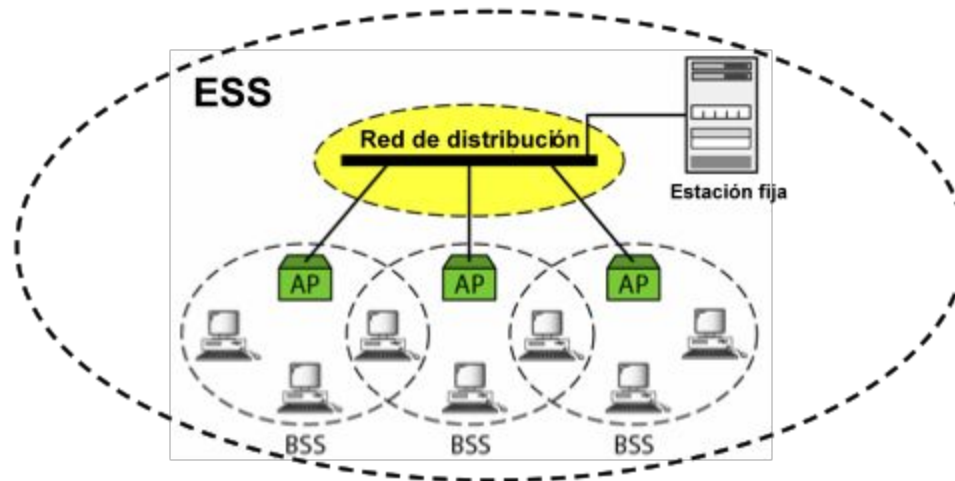 ESS
Red de distribución
Estación fija
AP
AP
AP
BSS
BSS
BSS